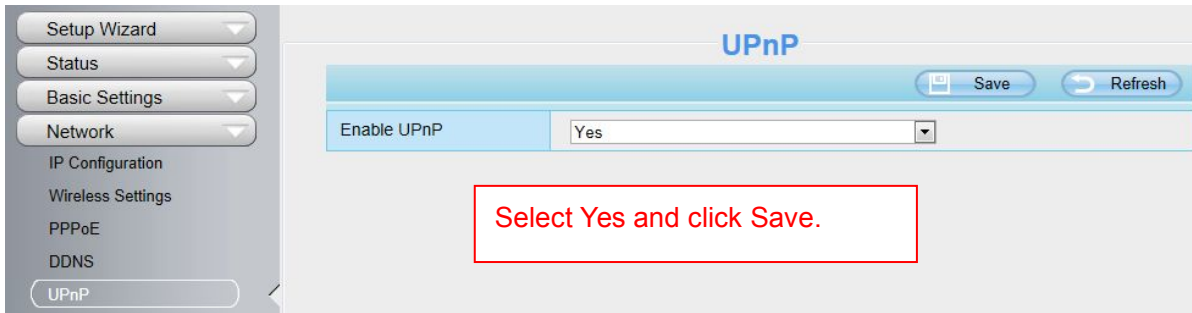 Setup Wizard
Status
Basic Settings
Network
IP Configuration
Wireless Settings
PPPoE
DDNS
UPnP
UPnP
Save Refresh
Enable UPnP Yes
Select Yes and click Save.